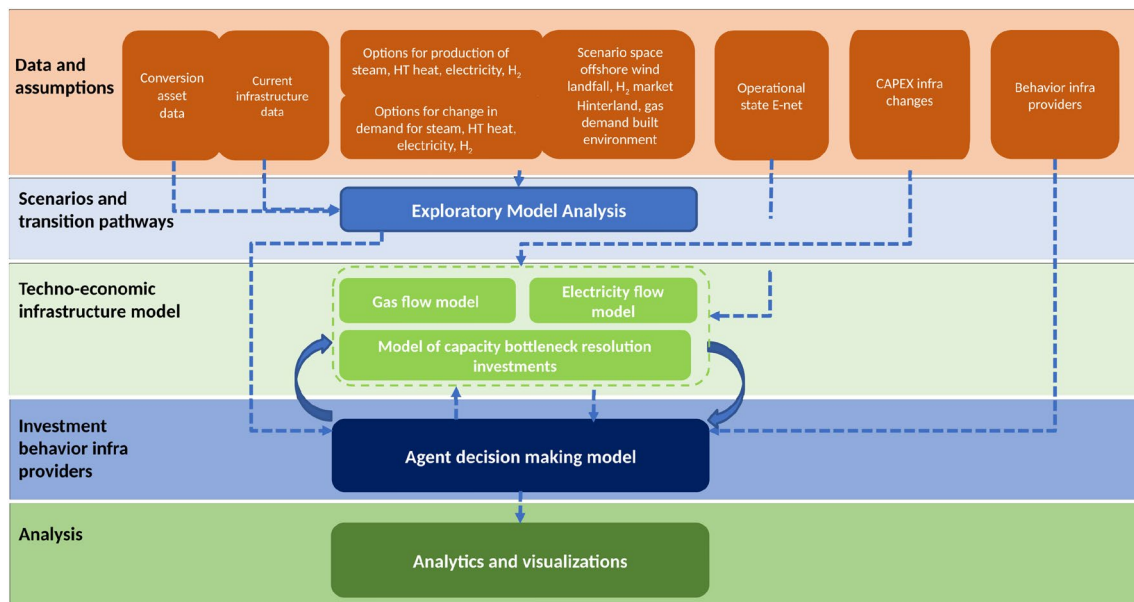 Data and
assumptions
Conversion
asset
data
Current
infrastructure
data
Options for production of
steam, HT heat, electricity, H₂
Options for change in
demand for steam, HT heat,
electricity, H₂
Scenario space
offshore wind
landfall, H₂ market
Hinterland, gas
demand built
environment
Operational
state E-net
CAPEX infra
changes
Behavior infra
providers
Scenarios and
transition pathways
Exploratory Model Analysis
Techno-economic
infrastructure model
Gas flow model
Electricity flow
model
Model of capacity bottleneck resolution
investments
Investment
behavior infra
providers
Agent decision making model
Analysis
Analytics and visualizations